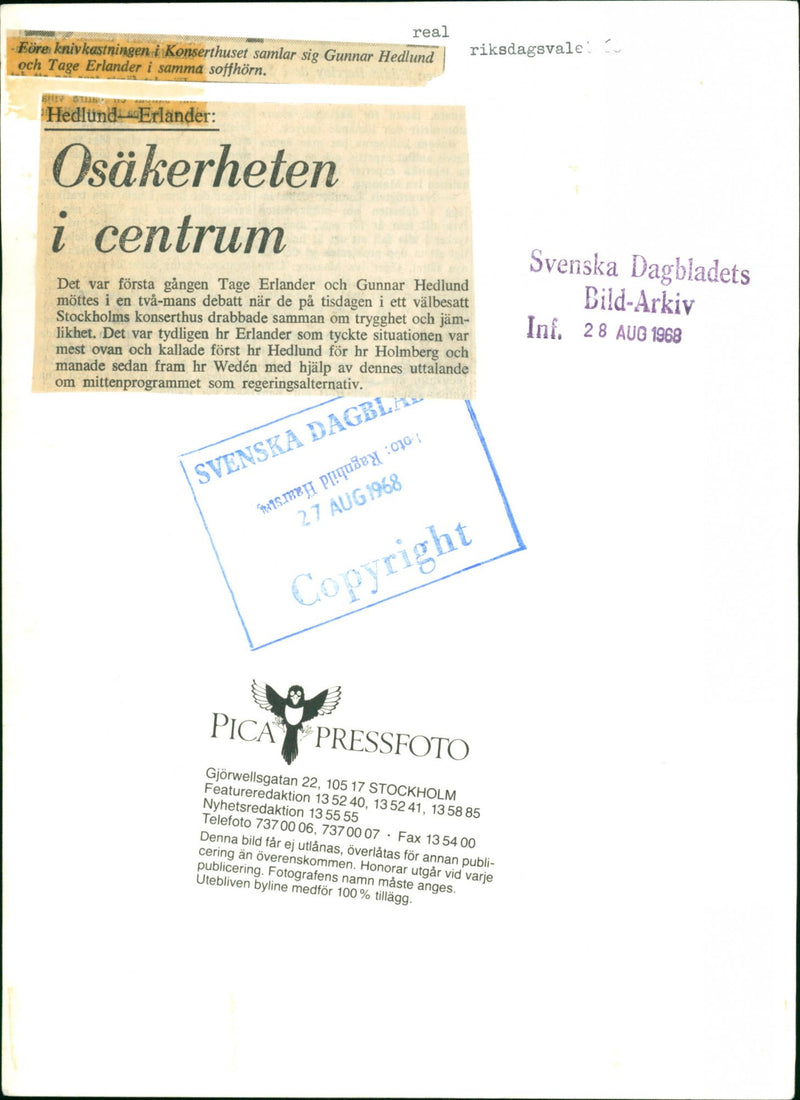 real
riksdagsvale
Före knivkastningen i Konserthuset samlar sig Gunnar Hedlund
och Tage Erlander i samma soffhörn.
Hedlund—Erlander:
Osäkerheten
i centrum
Det var första gången Tage Erlander och Gunnar Hedlund
möttes i en två-mans debatt när de på tisdagen i ett välbesatt
Stockholms konserthus drabbade samman om trygghet och jäm-
likhet. Det var tydligen hr Erlander som tyckte situationen var
mest ovan och kallade först hr Hedlund för hr Holmberg och
manade sedan fram hr Wedén med hjälp av dennes uttalande
om mittenprogrammet som regeringsalternativ.
Svenska Dagbladets
Bild-Arkiv
Inf. 28 AUG 1968
SVENSKA DAGBLA
Foto: Ragnhild
27 AUG 1968
Copyright
PICA PRESSFOTO
Gjörwellsgatan 22, 105 17 STOCKHOLM
Featureredaktion 13 52 40, 13 52 41, 13 58 85
Nyhetsredaktion 13 55 55
Telefoto 737 00 06, 737 00 07 · Fax 13 54 00
Denna bild får ej utlånas, överlåtas för annan publi-
cering än överenskommen. Honorar utgår vid varje
publicering. Fotografens namn måste anges.
Utebliven byline medför 100 % tillägg.